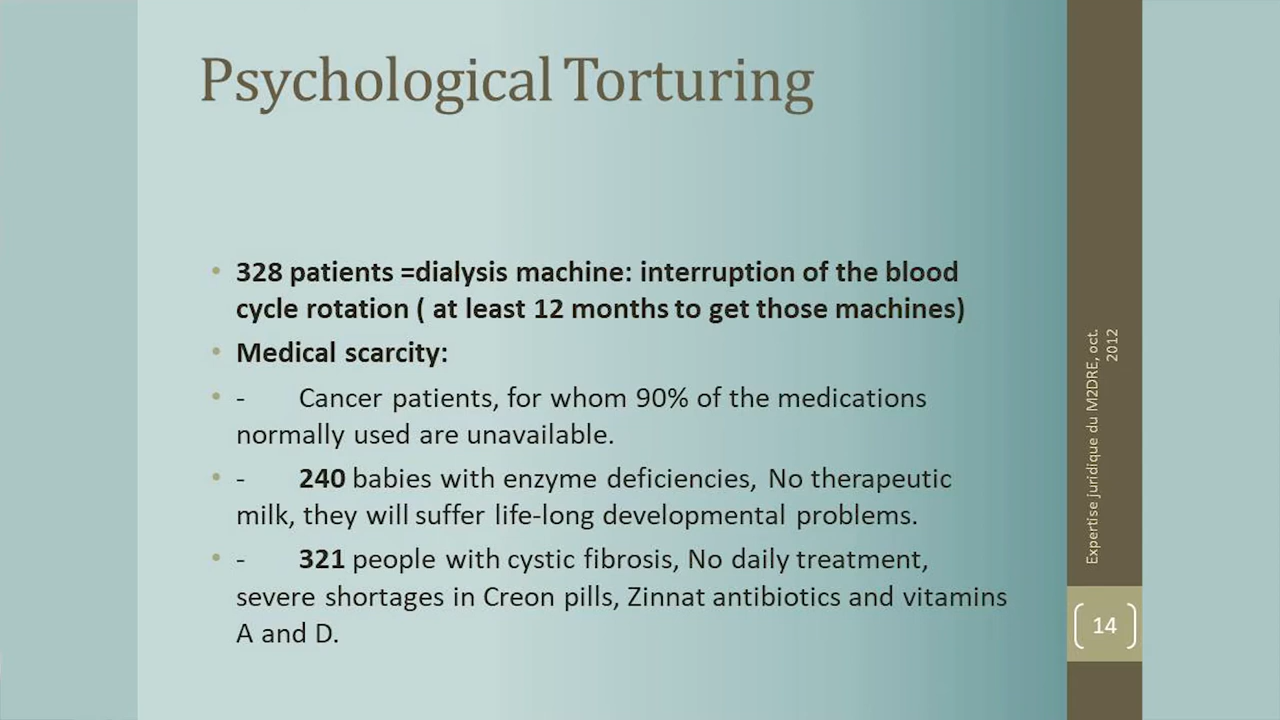 Psychological Torturing
• 328 patients =dialysis machine: interruption of the blood
cycle rotation ( at least 12 months to get those machines)
• Medical scarcity:
• - Cancer patients, for whom 90% of the medications
normally used are unavailable.
• - 240 babies with enzyme deficiencies, No therapeutic
milk, they will suffer life-long developmental problems.
• - 321 people with cystic fibrosis, No daily treatment,
severe shortages in Creon pills, Zinnat antibiotics and vitamins
A and D.
Expertise juridique du M2DRE, oct.
2012
14